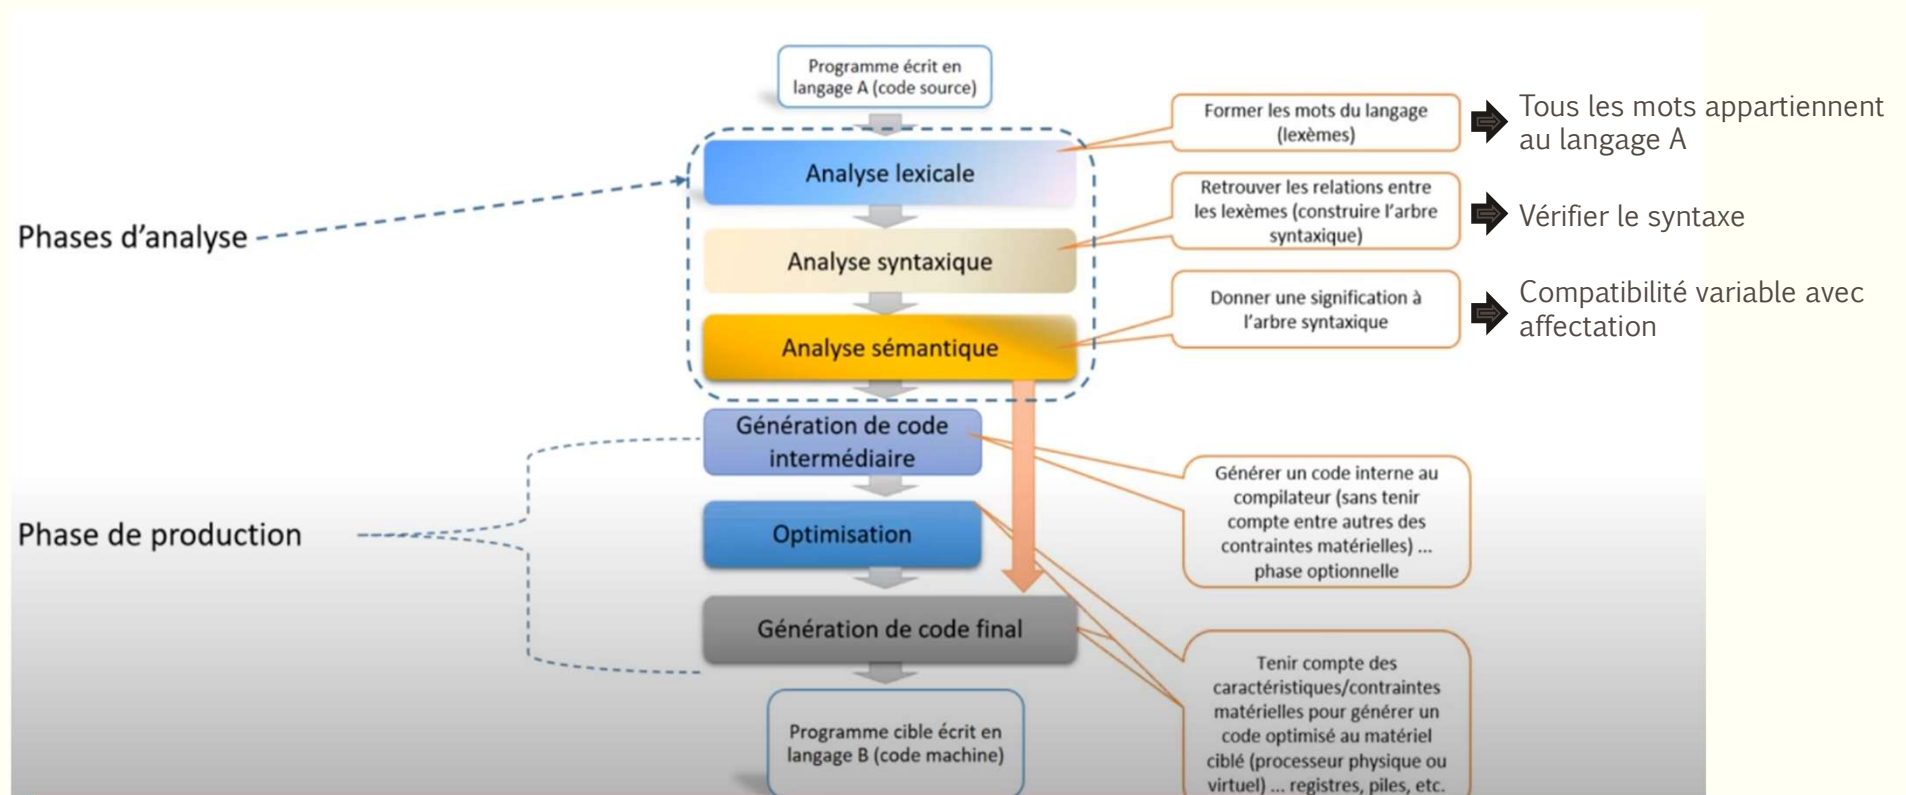 Programme écrit en
langage A (code source)
Former les mots du langage
(lexèmes)
Tous les mots appartiennent
au langage A
Analyse lexicale
Retrouver les relations entre
les lexèmes (construire l'arbre
syntaxique)
Vérifier le syntaxe
Phases d'analyse
Analyse syntaxique
Donner une signification à
l'arbre syntaxique
Compatibilité variable avec
affectation
Analyse sémantique
Génération de code
intermédiaire
Générer un code interne au
compilateur (sans tenir
compte entre autres des
contraintes matérielles) ...
phase optionnelle
Phase de production
Optimisation
Génération de code final
Tenir compte des
caractéristiques/contraintes
matérielles pour générer un
code optimisé au matériel
ciblé (processeur physique ou
virtuel) ... registres, piles, etc.
Programme cible écrit en
langage B (code machine)